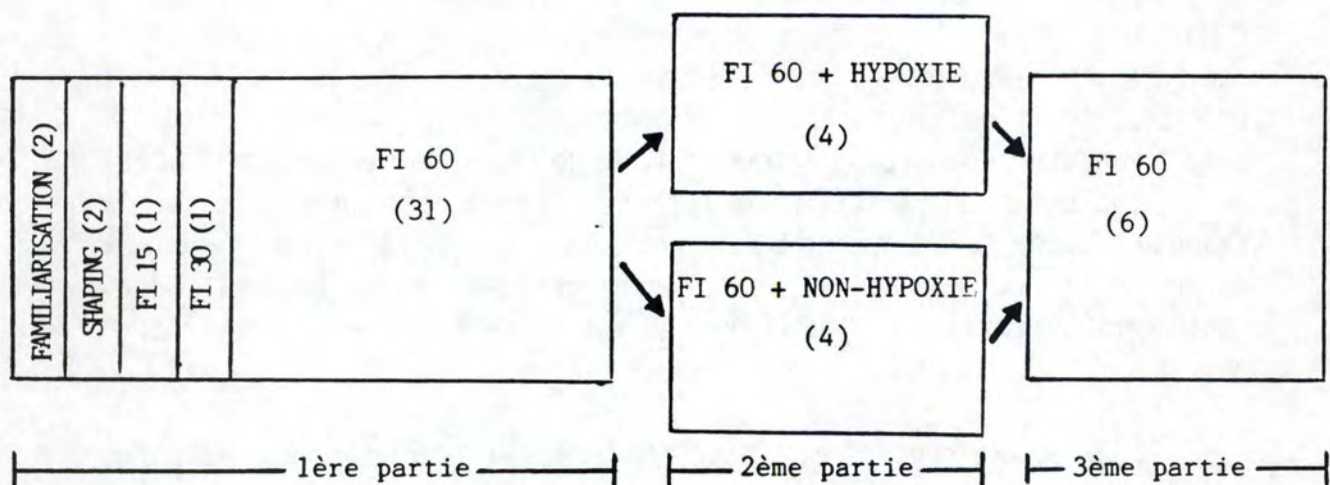 FAMILIARISATION (2)
SHAPING (2)
FI 15 (1)
FI 30 (1)
FI 60
(31)
FI 60 + HYPOXIE
(4)
FI 60 + NON-HYPOXIE
(4)
FI 60
(6)
1ère partie
2ème partie
3ème partie